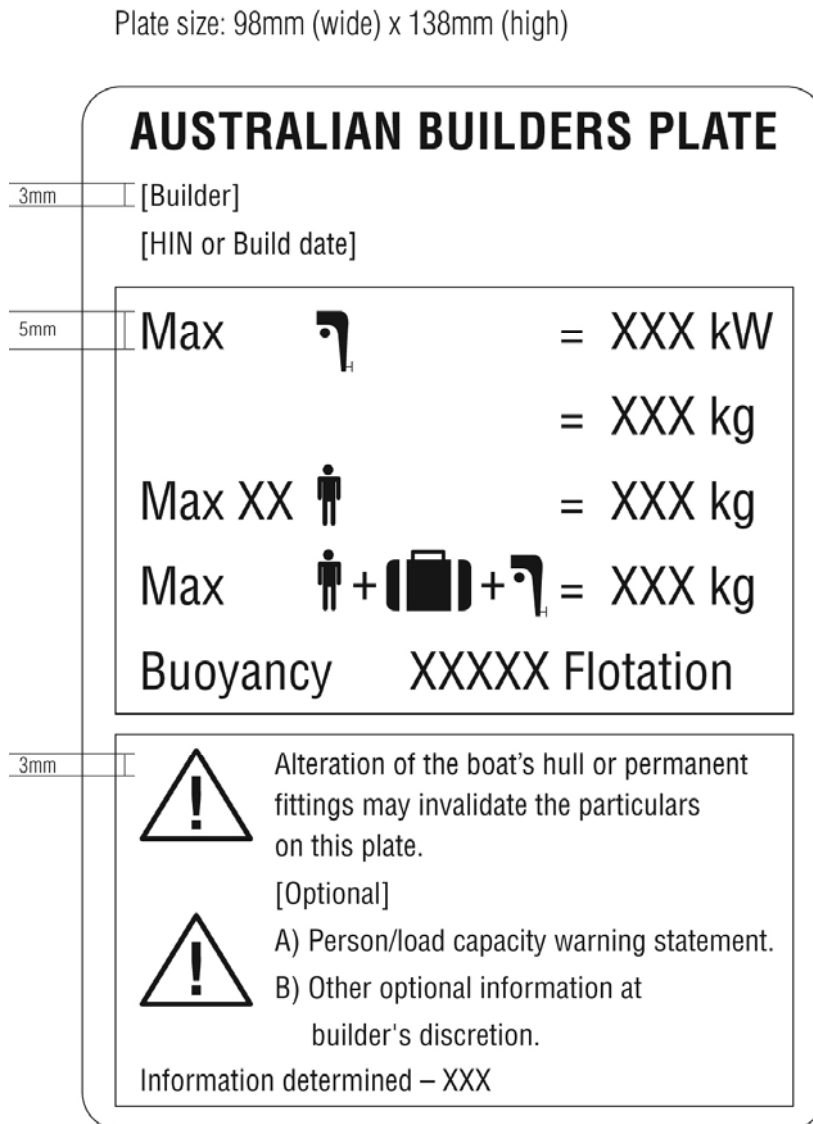 Plate size: 98mm (wide) x 138mm (high)
AUSTRALIAN BUILDERS PLATE
3mm
[Builder]
[HIN or Build date]
5mm
Max = XXX kW
= XXX kg
Max XX = XXX kg
Max + + = XXX kg
Buoyancy XXXXX Flotation
3mm
! Alteration of the boat's hull or permanent
fittings may invalidate the particulars
on this plate.
[Optional]
! A) Person/load capacity warning statement.
B) Other optional information at
builder's discretion.
Information determined – XXX